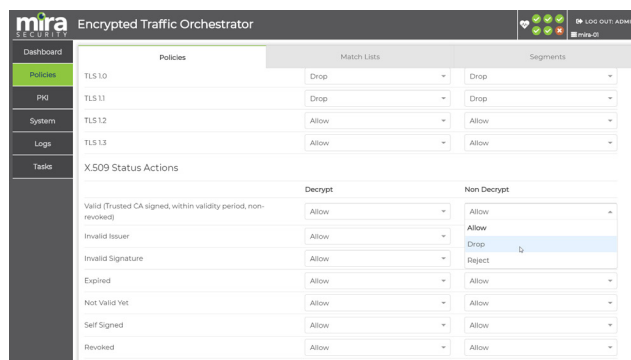 mira
SECURITY
Encrypted Traffic Orchestrator
LOG OUT: ADMI
mira-01
Dashboard
Policies
PKI
System
Logs
Tasks
Policies Match Lists Segments
TLS 1.0 Drop Drop
TLS 1.1 Drop Drop
TLS 1.2 Allow Allow
TLS 1.3 Allow Allow
X.509 Status Actions
Decrypt Non Decrypt
Valid (Trusted CA signed, within validity period, non-
revoked) Allow Allow
Allow
Invalid Issuer Allow
Drop
Invalid Signature Allow
Reject
Expired Allow Allow
Not Valid Yet Allow Allow
Self Signed Allow Allow
Revoked Allow Allow